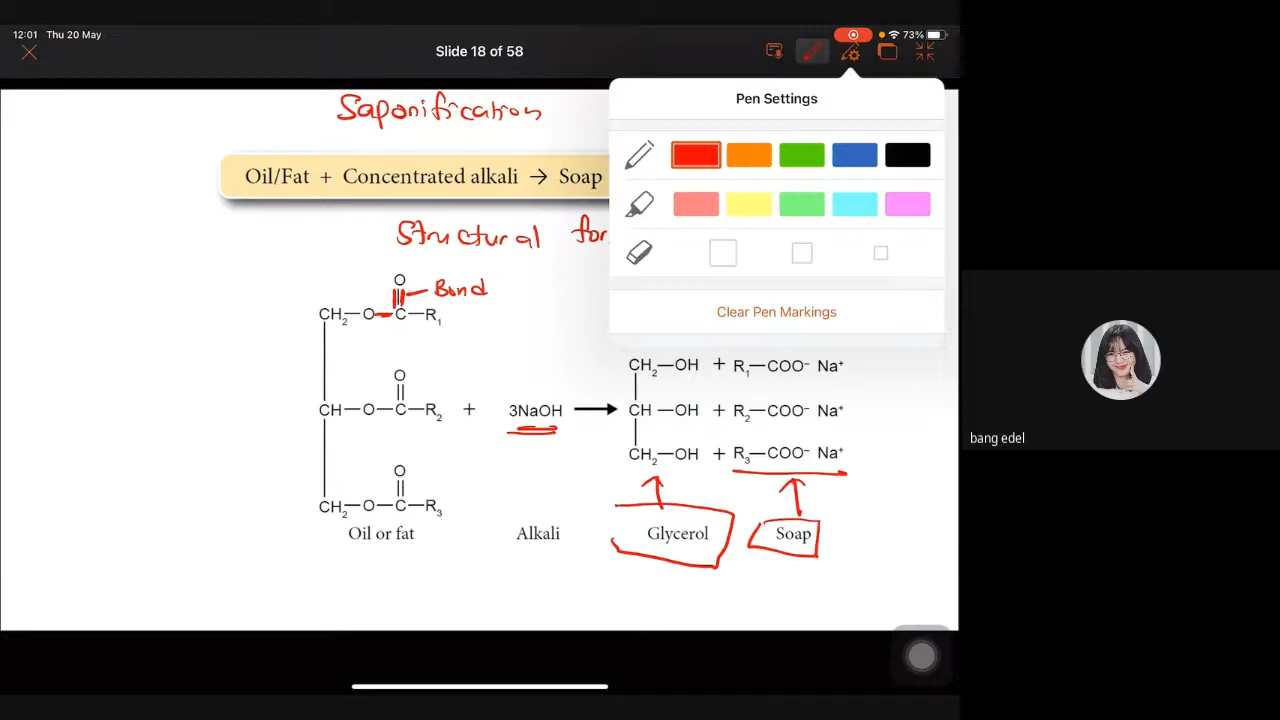 12:01 Thu 20 May
73%
Slide 18 of 58
Pen Settings
Saponification
Oil/Fat + Concentrated alkali → Soap
Structural for
Clear Pen Markings
O
Bond
CH₂—O—C—R₁
CH₂—OH + R₁—COO⁻ Na⁺
O
CH—O—C—R₂ + 3NaOH → CH—OH + R₂—COO⁻ Na⁺
bang edel
CH₂—OH + R₃—COO⁻ Na⁺
O
CH₂—O—C—R₃
Oil or fat Alkali Glycerol Soap